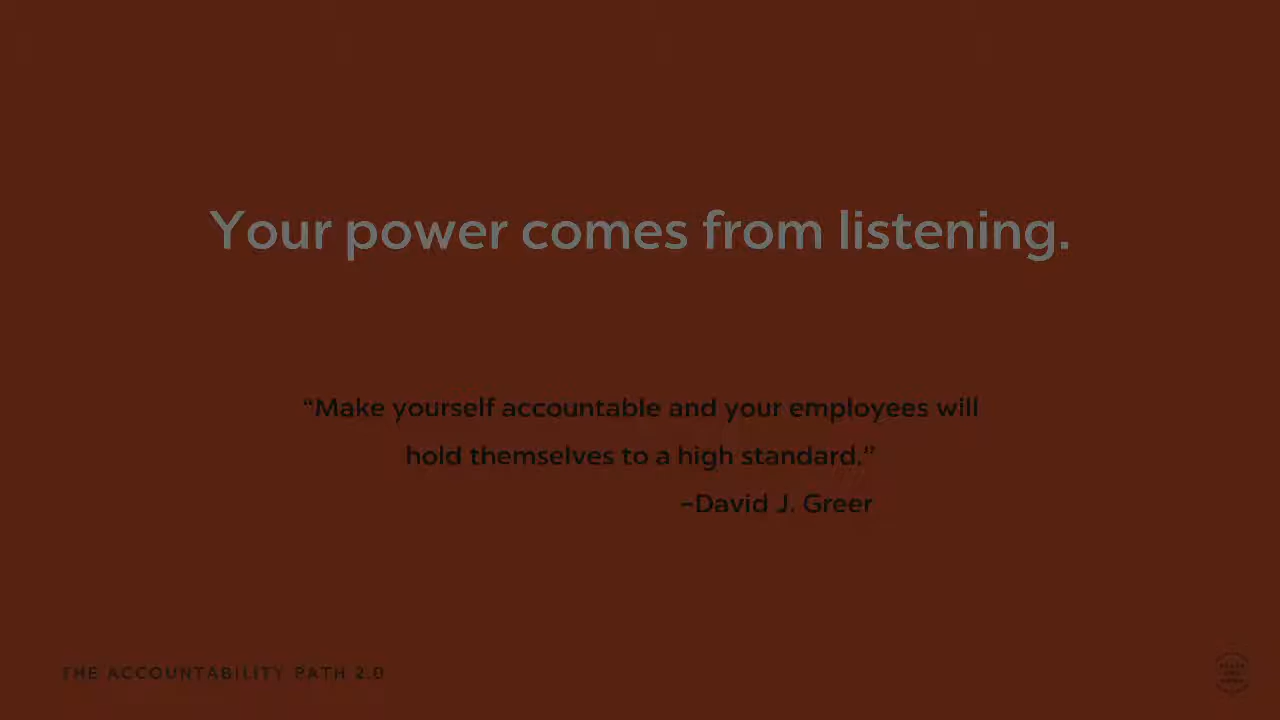 Your power comes from listening.
“Make yourself accountable and your employees will
hold themselves to a high standard.”
–David J. Greer
THE ACCOUNTABILITY PATH 2.0